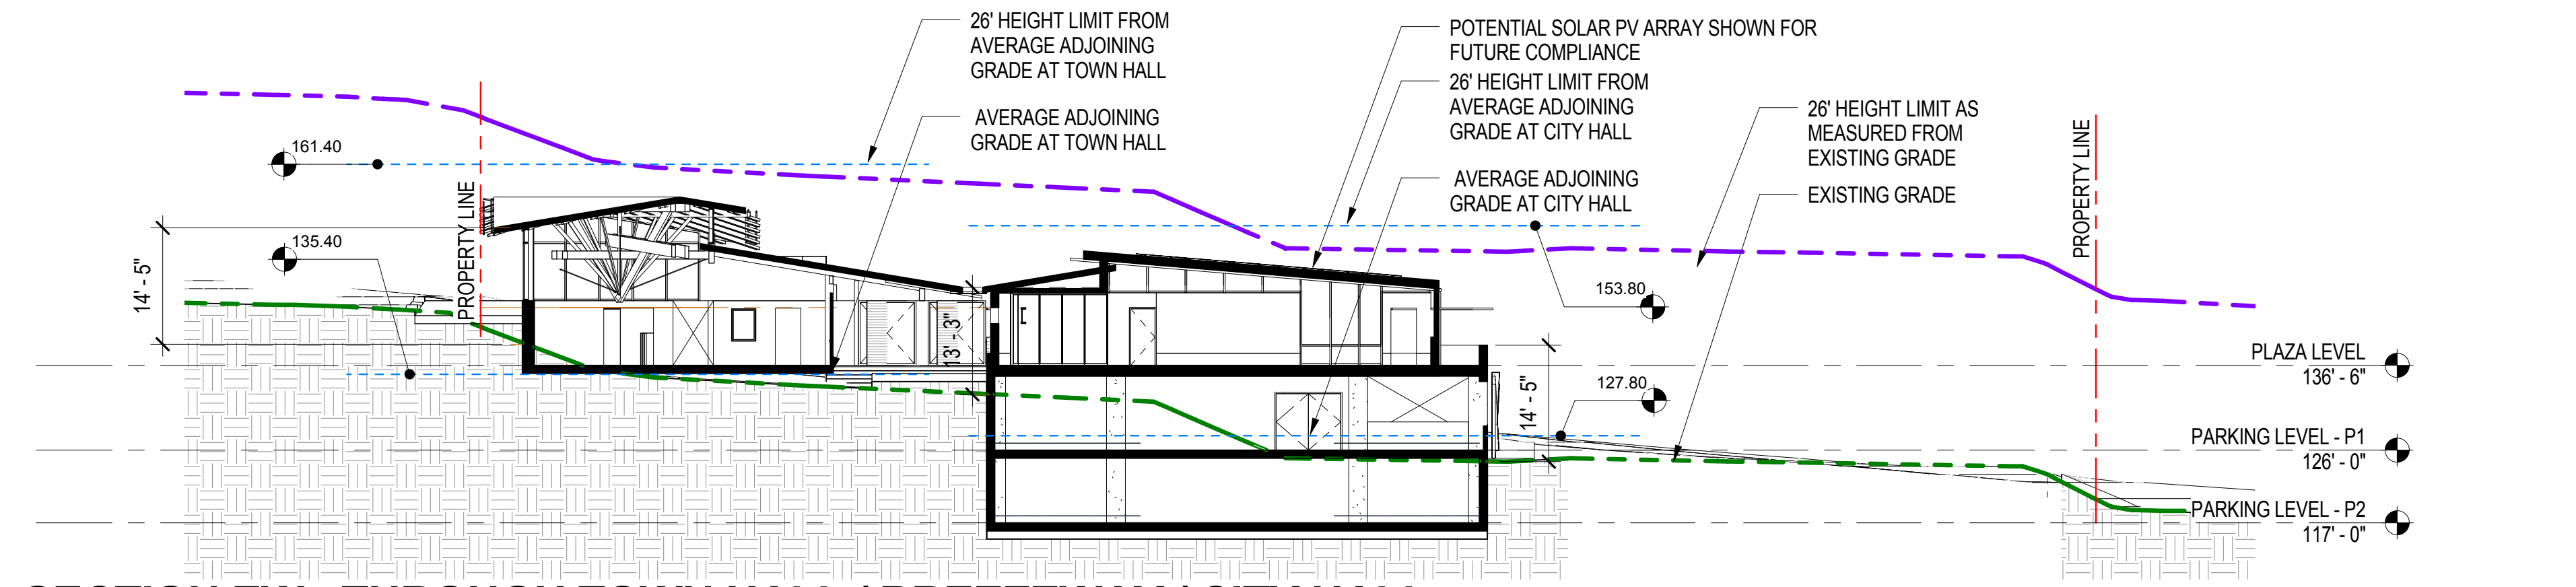 26' HEIGHT LIMIT FROM
AVERAGE ADJOINING
GRADE AT TOWN HALL
AVERAGE ADJOINING
GRADE AT TOWN HALL
POTENTIAL SOLAR PV ARRAY SHOWN FOR
FUTURE COMPLIANCE
26' HEIGHT LIMIT FROM
AVERAGE ADJOINING
GRADE AT CITY HALL
AVERAGE ADJOINING
GRADE AT CITY HALL
26' HEIGHT LIMIT AS
MEASURED FROM
EXISTING GRADE
EXISTING GRADE
PROPERTY LINE
PROPERTY LINE
161.40
135.40
14' - 5"
13' - 3"
14' - 5"
153.80
127.80
PLAZA LEVEL
136' - 6"
PARKING LEVEL - P1
126' - 0"
PARKING LEVEL - P2
117' - 0"